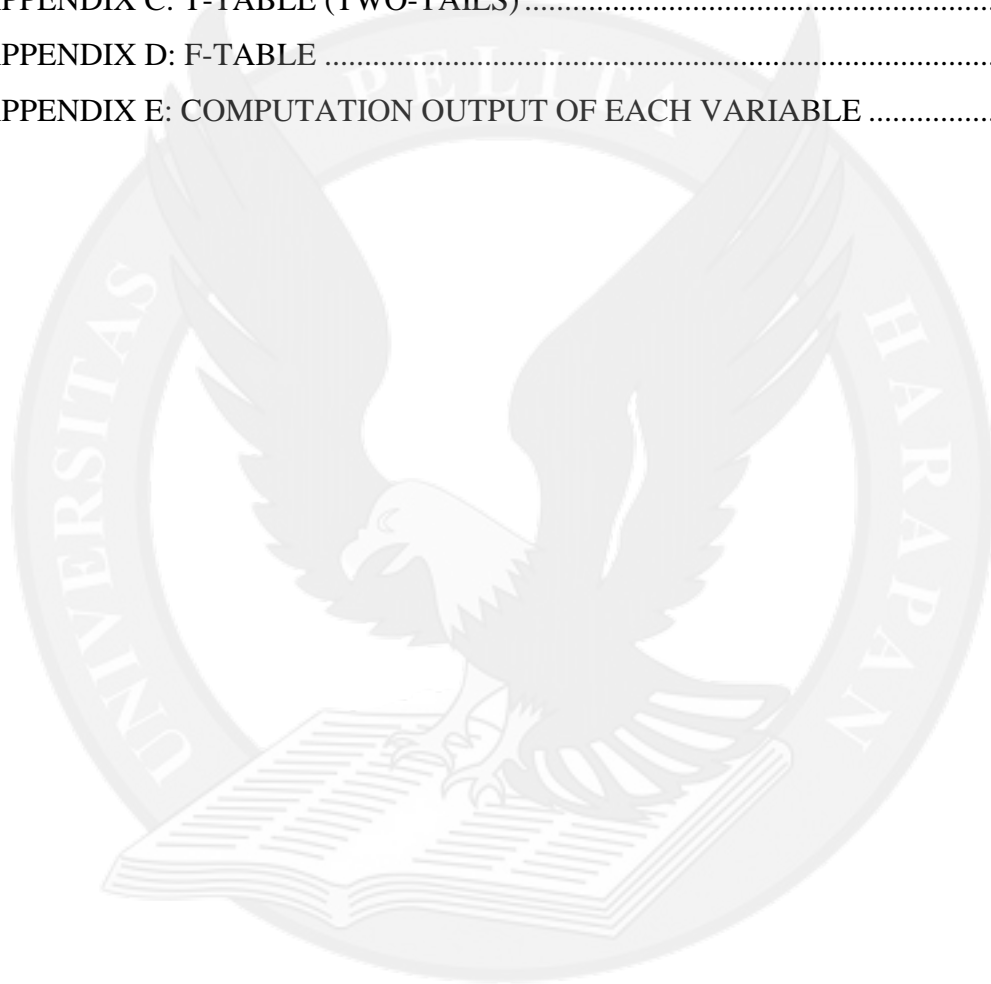 PPENDIX C: T-TABLE (TWO-TAILS) ........................................................................
PPENDIX D: F-TABLE ........................................................................
PPENDIX E: COMPUTATION OUTPUT OF EACH VARIABLE ...............
UNIVERSITAS PELITA HARAPAN